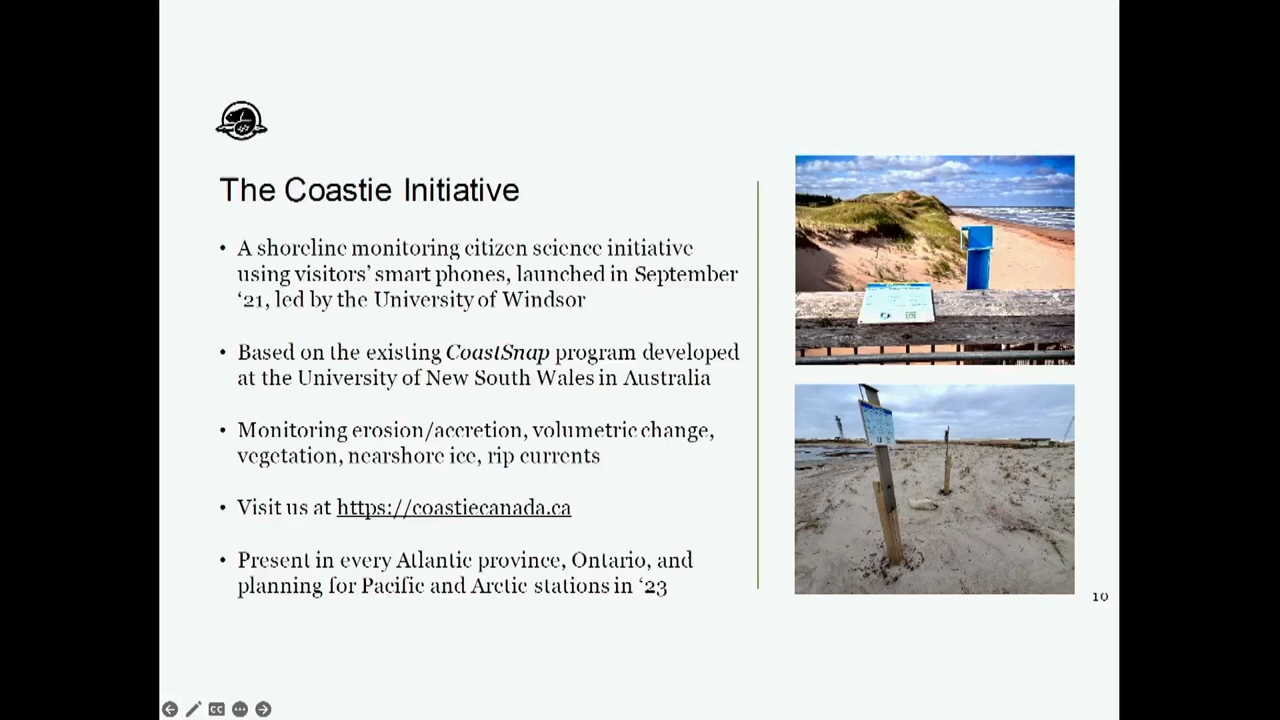 The Coastie Initiative
• A shoreline monitoring citizen science initiative
using visitors’ smart phones, launched in September
‘21, led by the University of Windsor
• Based on the existing CoastSnap program developed
at the University of New South Wales in Australia
• Monitoring erosion/accretion, volumetric change,
vegetation, nearshore ice, rip currents
• Visit us at https://coastiecanada.ca
• Present in every Atlantic province, Ontario, and
planning for Pacific and Arctic stations in ‘23
10
CC